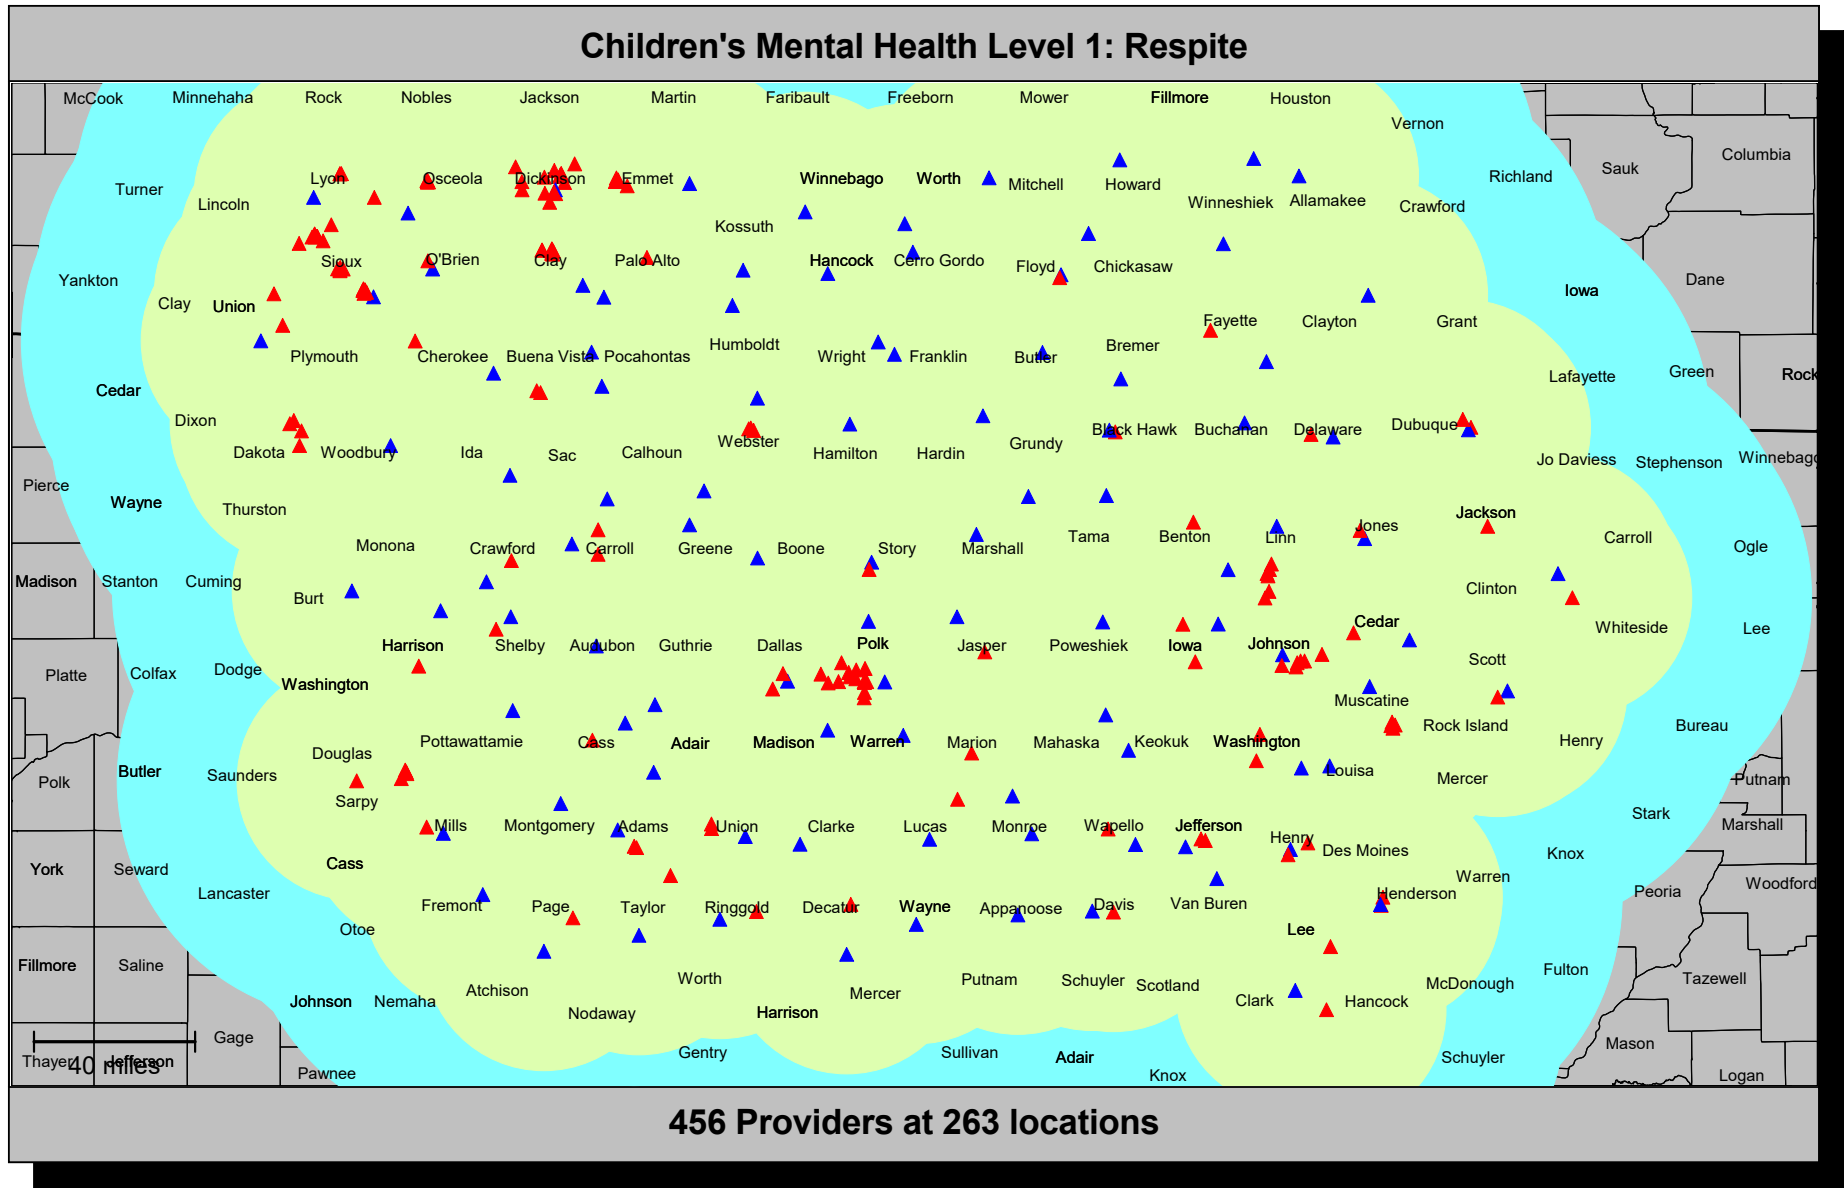 Children's Mental Health Level 1: Respite
McCook Minnehaha Rock Nobles Jackson Martin Faribault Freeborn Mower Fillmore Houston
Vernon
Columbia
Sauk
Turner Lyon Osceola Dickinson Emmet Winnebago Worth Mitchell Howard Richland
Lincoln Winneshiek Allamakee Crawford
Kossuth
Yankton Sioux O'Brien Clay Palo Alto Hancock Cerro Gordo Floyd Chickasaw Dane
Clay Union Iowa
Plymouth Cherokee Buena Vista Pocahontas Humboldt Wright Franklin Butler Bremer Fayette Clayton Grant
Cedar Lafayette Green Rock
Dixon Webster Black Hawk Buchanan Delaware Dubuque
Dakota Woodbury Ida Sac Calhoun Hamilton Hardin Grundy Jo Daviess Stephenson Winnebago
Pierce
Wayne Thurston Jackson
Monona Crawford Carroll Greene Boone Story Marshall Tama Benton Linn Jones Carroll Ogle
Madison Stanton Cuming Burt Clinton
Harrison Shelby Audubon Guthrie Dallas Polk Jasper Poweshiek Iowa Johnson Cedar Whiteside Lee
Platte Colfax Dodge Washington Scott
Muscatine
Pottawattamie Cass Adair Madison Warren Marion Mahaska Keokuk Washington Rock Island Henry Bureau
Douglas
Polk Butler Saunders Louisa Mercer Putnam
Sarpy
Mills Montgomery Adams Union Clarke Lucas Monroe Wapello Jefferson Henry Stark Marshall
Des Moines Knox
York Seward Cass Warren
Lancaster Fremont Page Taylor Ringgold Decatur Wayne Appanoose Davis Van Buren Henderson Peoria Woodford
Otoe Lee
Fillmore Saline Fulton
Atchison Worth Mercer Putnam Schuyler Scotland McDonough Tazewell
Johnson Nemaha Nodaway Harrison Clark Hancock
Gage Gentry Sullivan Adair Schuyler Mason
Thayer Jefferson
40 miles
Pawnee Knox Logan
456 Providers at 263 locations